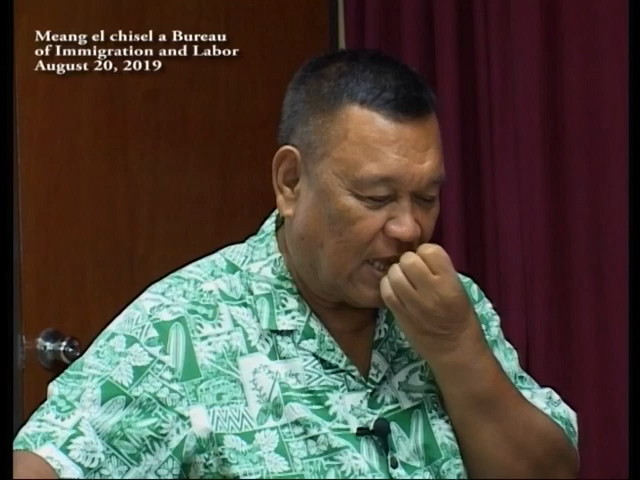 Meang el chisel a Bureau
of Immigration and Labor
August 20, 2019